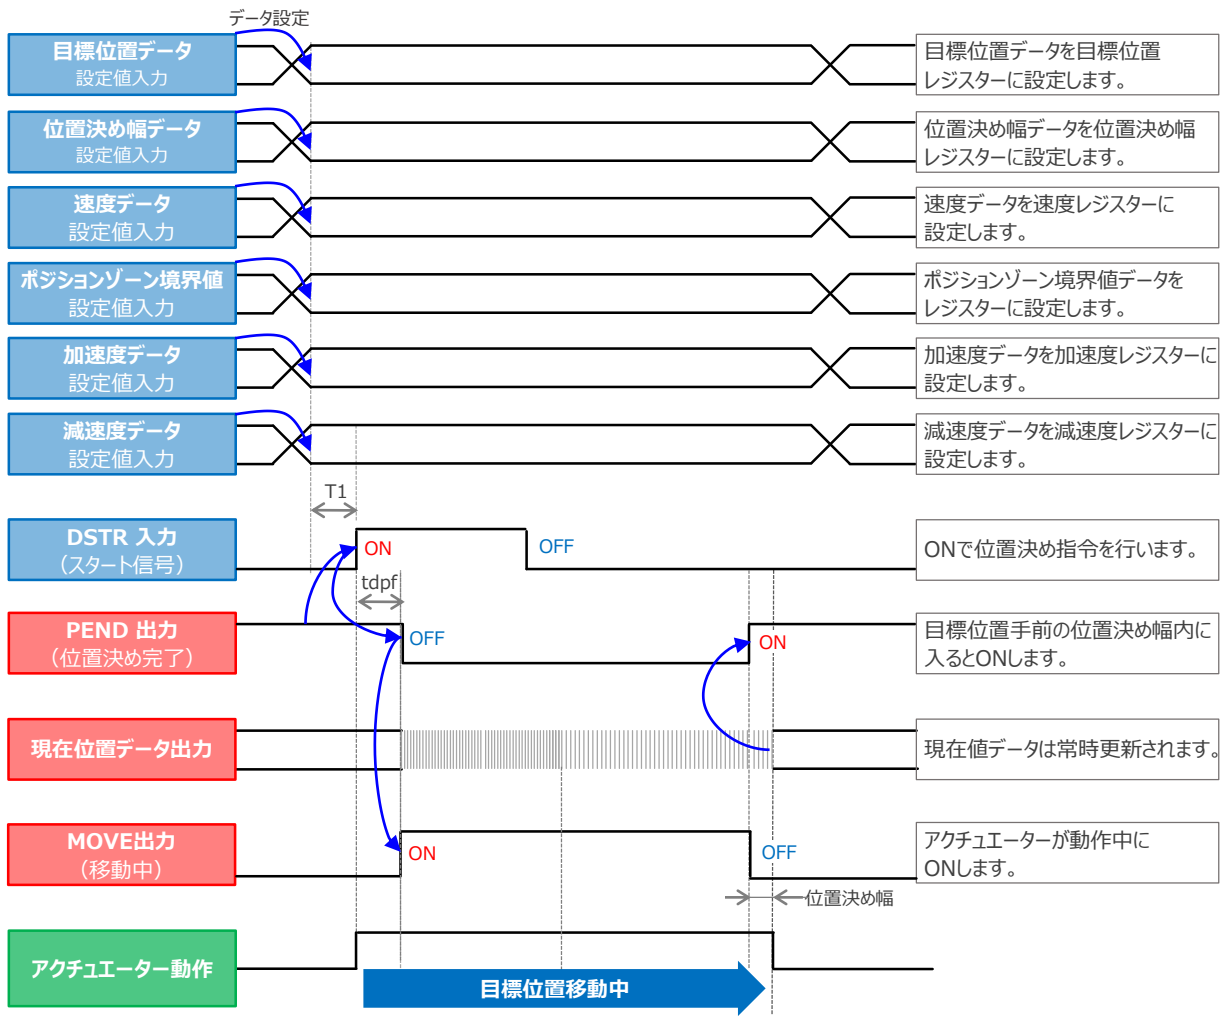 データ設定
目標位置データ
設定値入力
目標位置データを目標位置
レジスターに設定します。
位置決め幅データ
設定値入力
位置決め幅データを位置決め幅
レジスターに設定します。
速度データ
設定値入力
速度データを速度レジスターに
設定します。
ポジションゾーン境界値
設定値入力
ポジションゾーン境界値データを
レジスターに設定します。
加速度データ
設定値入力
加速度データを加速度レジスターに
設定します。
減速度データ
設定値入力
減速度データを減速度レジスターに
設定します。
T1
DSTR 入力
（スタート信号）
ON
OFF
ONで位置決め指令を行います。
tdpf
PEND 出力
（位置決め完了）
OFF
ON
目標位置手前の位置決め幅内に
入るとONします。
現在位置データ出力
現在値データは常時更新されます。
MOVE出力
（移動中）
ON
OFF
アクチュエーターが動作中に
ONします。
位置決め幅
アクチュエーター動作
目標位置移動中